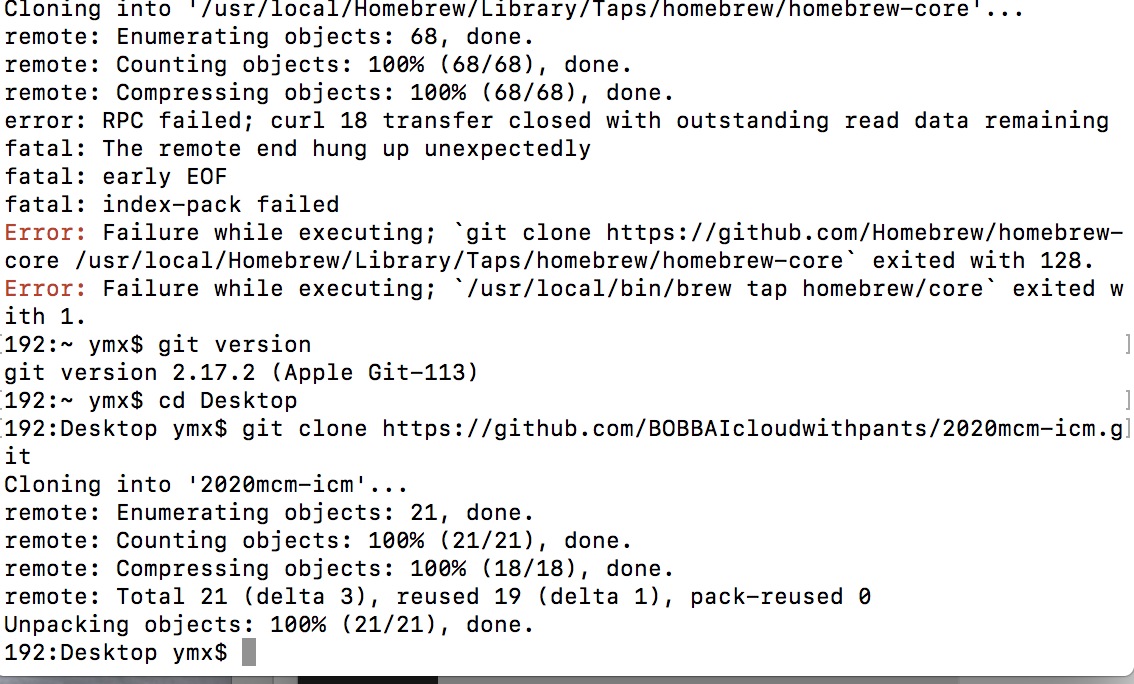 Cloning into '/usr/local/Homebrew/Library/Taps/homebrew/homebrew-core'...
remote: Enumerating objects: 68, done.
remote: Counting objects: 100% (68/68), done.
remote: Compressing objects: 100% (68/68), done.
error: RPC failed; curl 18 transfer closed with outstanding read data remaining
fatal: The remote end hung up unexpectedly
fatal: early EOF
fatal: index-pack failed
Error: Failure while executing; `git clone https://github.com/Homebrew/homebrew-
core /usr/local/Homebrew/Library/Taps/homebrew/homebrew-core` exited with 128.
Error: Failure while executing; `/usr/local/bin/brew tap homebrew/core` exited w
ith 1.
[192:~ ymx$ git version ]
git version 2.17.2 (Apple Git-113)
[192:~ ymx$ cd Desktop ]
[192:Desktop ymx$ git clone https://github.com/BOBBAIcloudwithpants/2020mcm-icm.g]
it
Cloning into '2020mcm-icm'...
remote: Enumerating objects: 21, done.
remote: Counting objects: 100% (21/21), done.
remote: Compressing objects: 100% (18/18), done.
remote: Total 21 (delta 3), reused 19 (delta 1), pack-reused 0
Unpacking objects: 100% (21/21), done.
192:Desktop ymx$